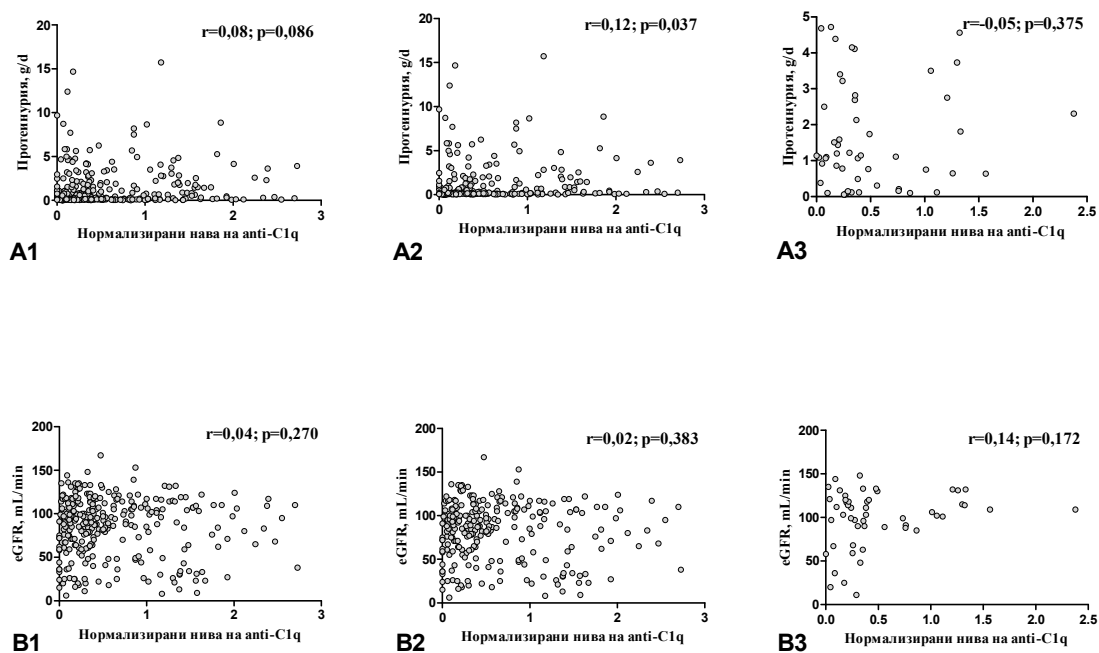 r=0,08; p=0,086
20
15
10
5
0
0 1 2 3
Протеинурия, g/d
Нормализирани нава на anti-C1q
A1
r=0,12; p=0,037
20
15
10
5
0
0 1 2 3
Протеинурия, g/d
Нормализирани нива на anti-C1q
A2
r=-0,05; p=0,375
5
4
3
2
1
0
0.0 0.5 1.0 1.5 2.0 2.5
Протеинурия, g/d
Нормализирани нива на anti-C1q
A3
r=0,04; p=0,270
200
150
100
50
0
0 1 2 3
eGFR, mL/min
Нормализирани нива на anti-C1q
B1
r=0,02; p=0,383
200
150
100
50
0
0 1 2 3
eGFR, mL/min
Нормализирани нива на anti-C1q
B2
r=0,14; p=0,172
200
150
100
50
0
0.0 0.5 1.0 1.5 2.0 2.5
eGFR, mL/min
Нормализирани нива на anti-C1q
B3